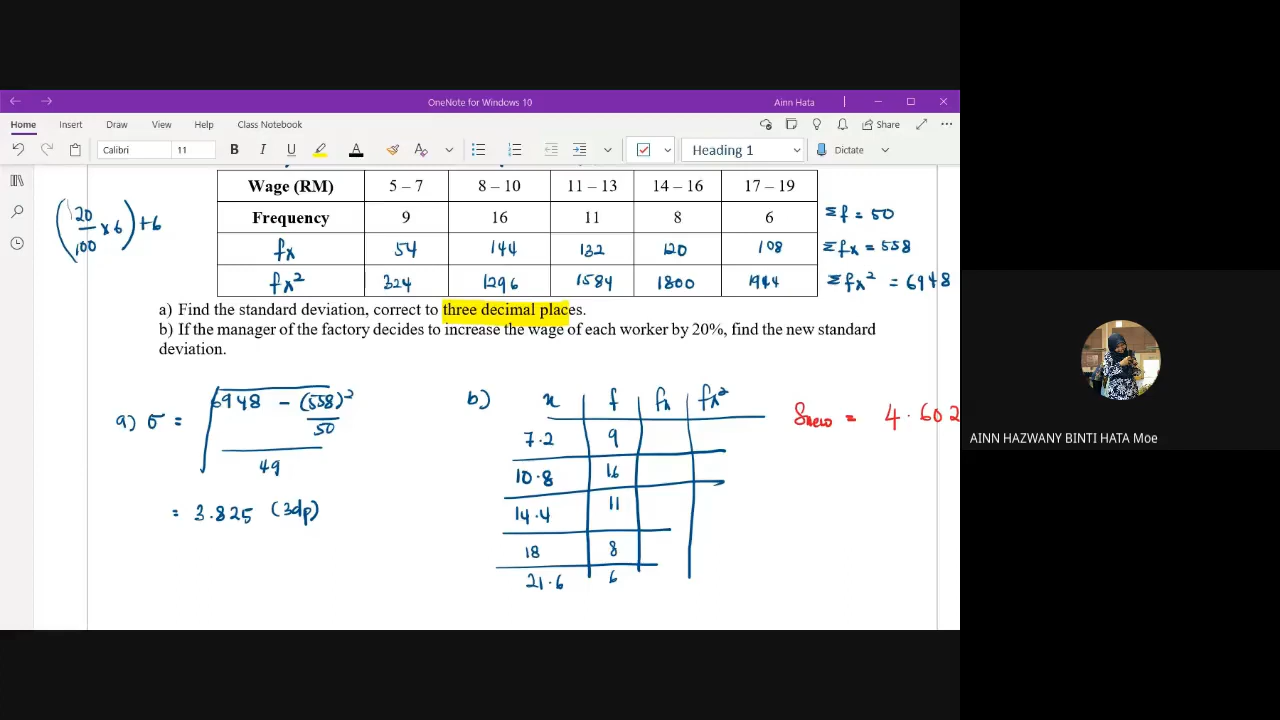 OneNote for Windows 10
Ainn Hata
Home Insert Draw View Help Class Notebook
Share
Calibri 11 B I U A Heading 1 Dictate
Wage (RM) 5 – 7 8 – 10 11 – 13 14 – 16 17 – 19
Frequency 9 16 11 8 6 Σf = 50
fx 54 144 132 120 108 Σfx = 558
fx² 324 1296 1584 1800 1944 Σfx² = 6948
(20/100 × 6) + 6
a) Find the standard deviation, correct to three decimal places.
b) If the manager of the factory decides to increase the wage of each worker by 20%, find the new standard
deviation.
a) σ = √((6948 − (558)²/50)/49)
= 3.825 (3dp)
b) x f fx fx²
7.2 9
10.8 16
14.4 11
18 8
21.6 6
Snew = 4.602
AINN HAZWANY BINTI HATA Moe